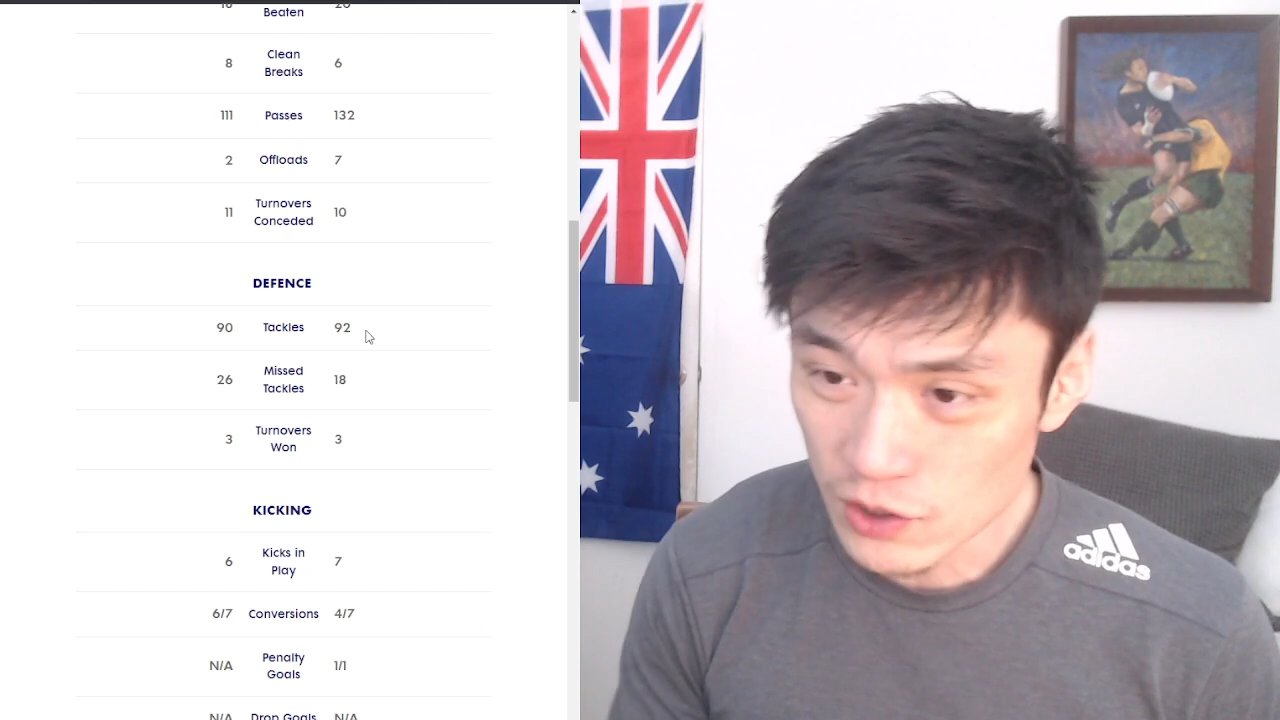 Beaten
8 Clean Breaks 6
111 Passes 132
2 Offloads 7
11 Turnovers Conceded 10
DEFENCE
90 Tackles 92
26 Missed Tackles 18
3 Turnovers Won 3
KICKING
6 Kicks in Play 7
6/7 Conversions 4/7
N/A Penalty Goals 1/1
N/A Drop Goals N/A
adidas